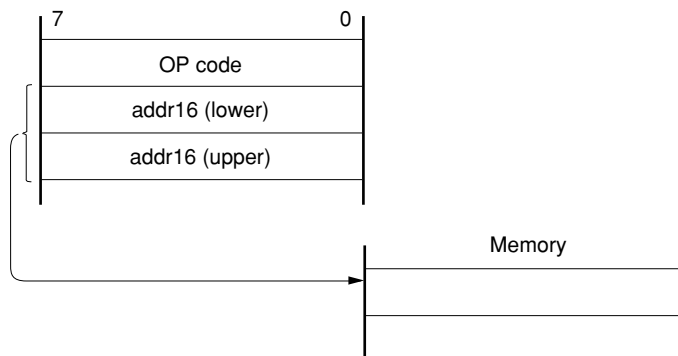 7 0
OP code
addr16 (lower)
addr16 (upper)
Memory